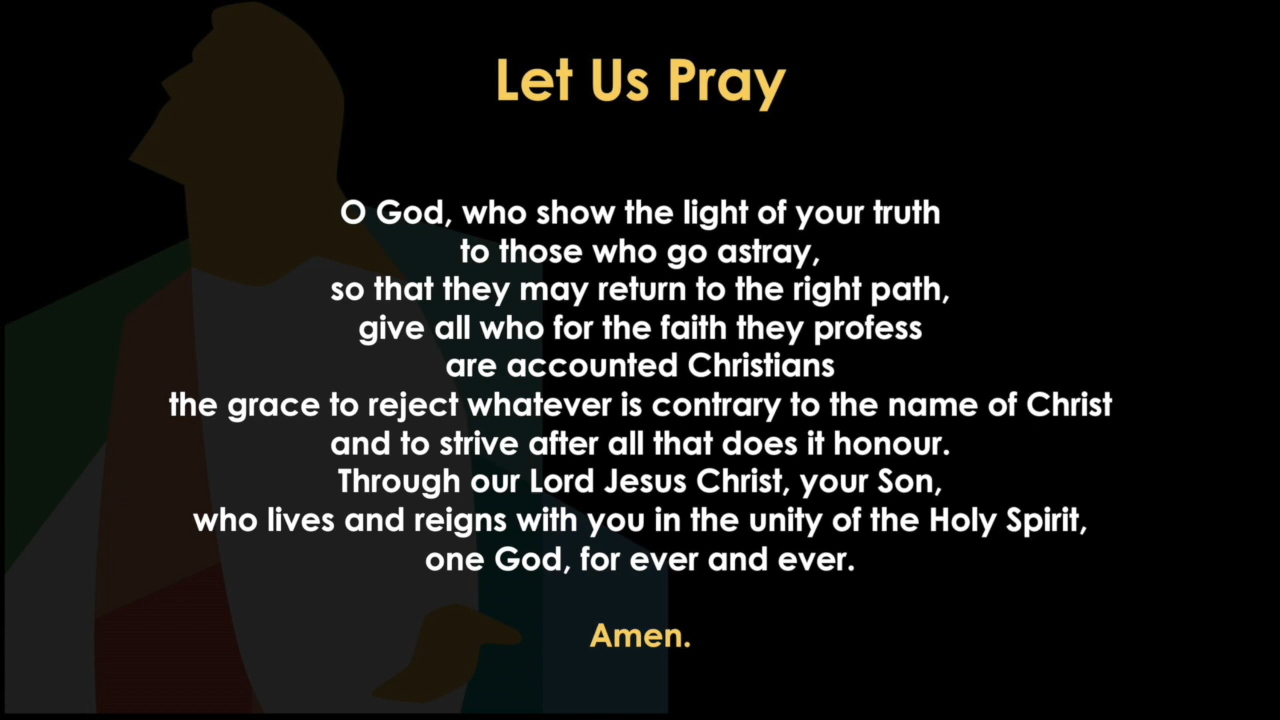 Let Us Pray
O God, who show the light of your truth
to those who go astray,
so that they may return to the right path,
give all who for the faith they profess
are accounted Christians
the grace to reject whatever is contrary to the name of Christ
and to strive after all that does it honour.
Through our Lord Jesus Christ, your Son,
who lives and reigns with you in the unity of the Holy Spirit,
one God, for ever and ever.
Amen.